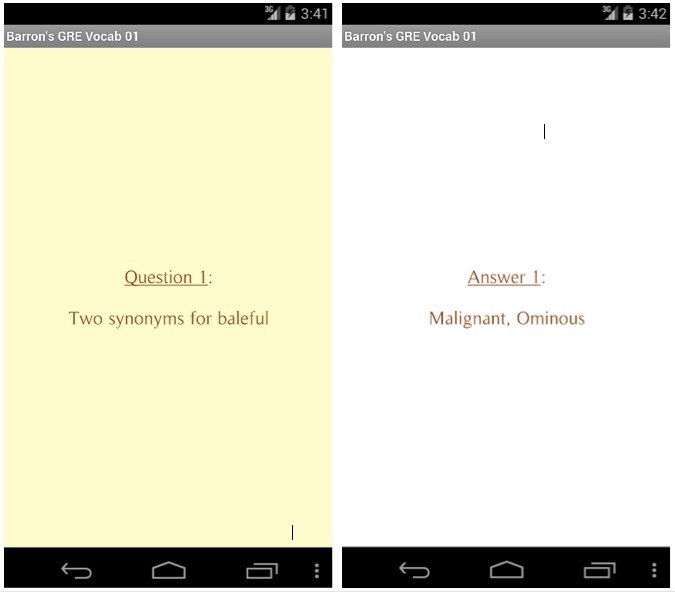 3G 3:41
Barron's GRE Vocab 01
Question 1:
Two synonyms for baleful
3G 3:42
Barron's GRE Vocab 01
Answer 1:
Malignant, Ominous